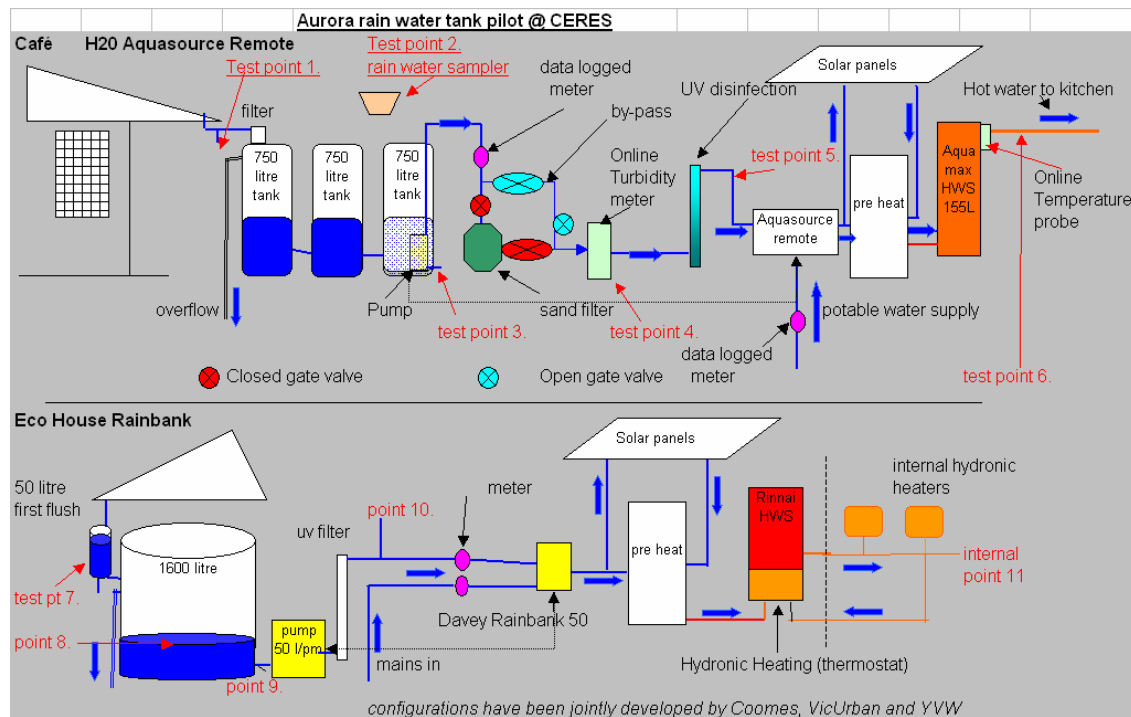 Aurora rain water tank pilot @ CERES
Café
H20 Aquasource Remote
Test point 1.
Test point 2.
rain water sampler
data logged
meter
by-pass
UV disinfection
Solar panels
Hot water to kitchen
filter
750
litre
tank
750
litre
tank
750
litre
tank
Online
Turbidity
meter
test point 5.
Aqua
max
HWS
155L
Online
Temperature
probe
Aquasource
remote
pre heat
overflow
Pump
test point 3.
sand filter
test point 4.
potable water supply
data logged
meter
test point 6.
Closed gate valve
Open gate valve
Eco House Rainbank
50 litre
first flush
1600 litre
uv filter
point 10.
meter
Solar panels
pre heat
Rinnai
HWS
internal hydronic
heaters
internal
point 11
test pt 7.
point 8.
pump
50 l/pm
point 9.
mains in
Davey Rainbank 50
Hydronic Heating (thermostat)
configurations have been jointly developed by Coomes, VicUrban and YVW